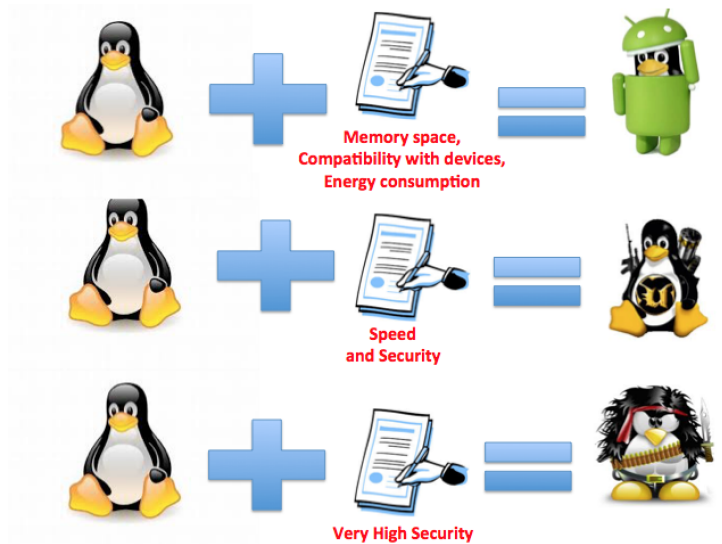 Memory space,
Compatibility with devices,
Energy consumption
Speed
and Security
Very High Security